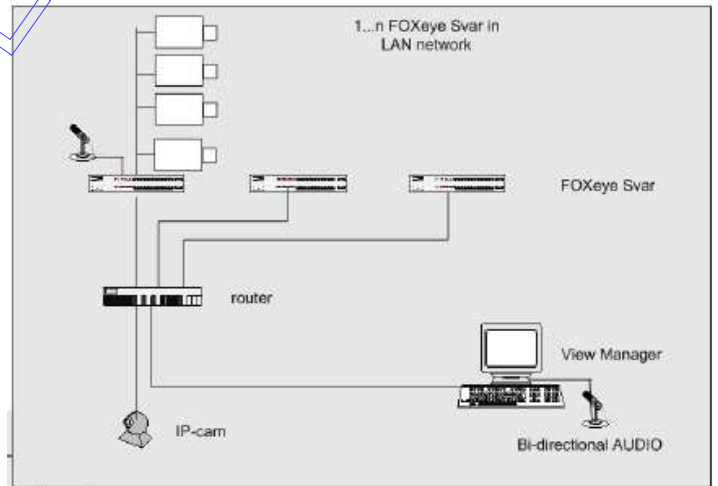 1...n FOXeye Svar in
LAN network
FOXeye Svar
router
View Manager
IP-cam
Bi-directional AUDIO